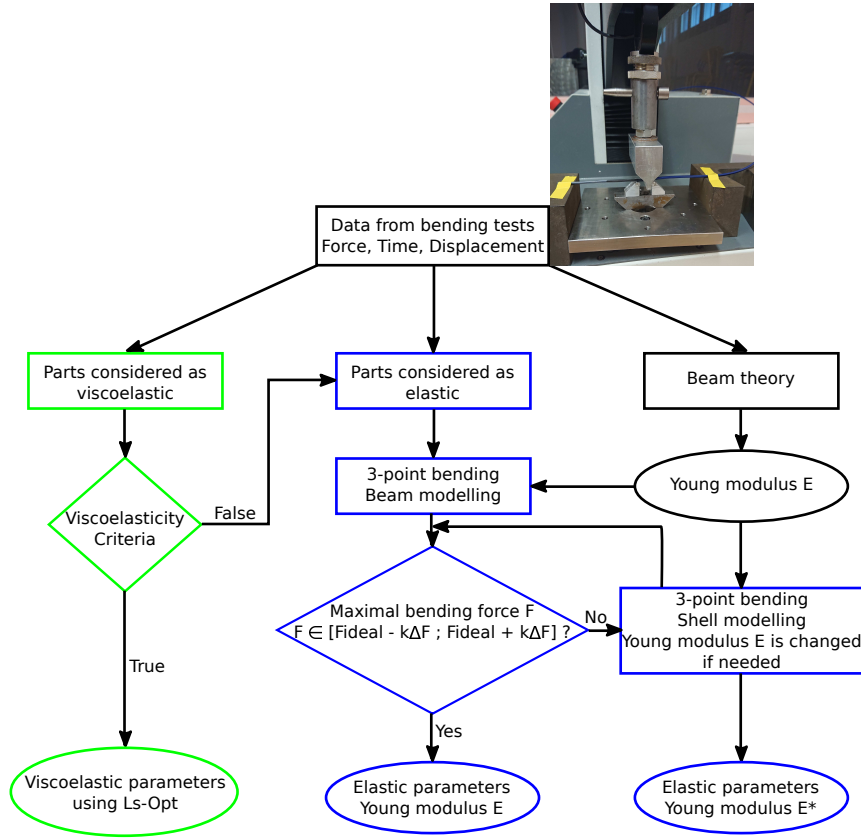 Data from bending tests
Force, Time, Displacement
Parts considered as
viscoelastic
Parts considered as
elastic
Beam theory
3-point bending
Beam modelling
Young modulus E
Viscoelasticity
Criteria
False
Maximal bending force F
F ∈ [Fideal - kΔF ; Fideal + kΔF] ?
No
3-point bending
Shell modelling
Young modulus E is changed
if needed
True
Yes
Viscoelastic parameters
using Ls-Opt
Elastic parameters
Young modulus E
Elastic parameters
Young modulus E*